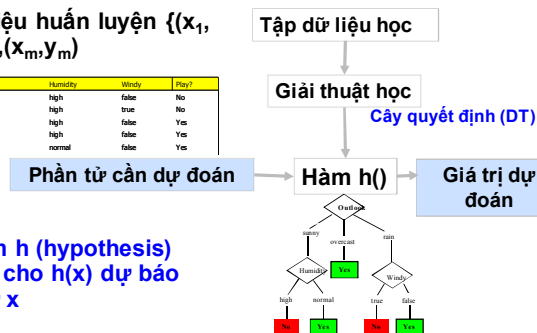 ệu huấn luyện {(x1,
,(xm,ym)
Humidity Windy Play?
high false No
high true No
high false Yes
high false Yes
normal false Yes
Tập dữ liệu học
Giải thuật học
Cây quyết định (DT)
Phần tử cần dự đoán
Hàm h()
Giá trị dự
đoán
h (hypothesis)
cho h(x) dự báo
x
Outlook
sunny overcast rain
Humidity Yes Windy
high normal true false
No Yes No Yes